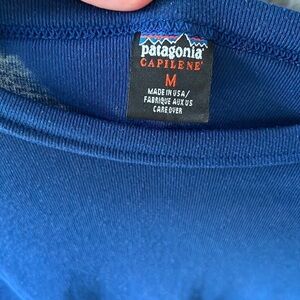 patagonia®
CAPILENE®
M
MADE IN USA/
FABRIQUE AUX US
CARE OVER